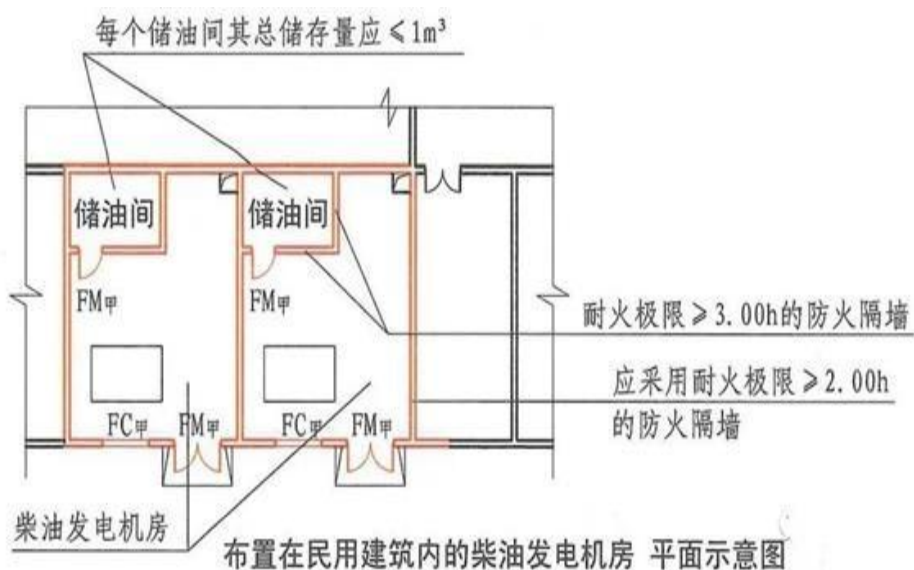 每个储油间其总储存量应≤1m³
储油间
储油间
FM甲
FM甲
耐火极限≥3.00h的防火隔墙
应采用耐火极限≥2.00h
的防火隔墙
FC甲
FM甲
FC甲
FM甲
柴油发电机房
布置在民用建筑内的柴油发电机房 平面示意图